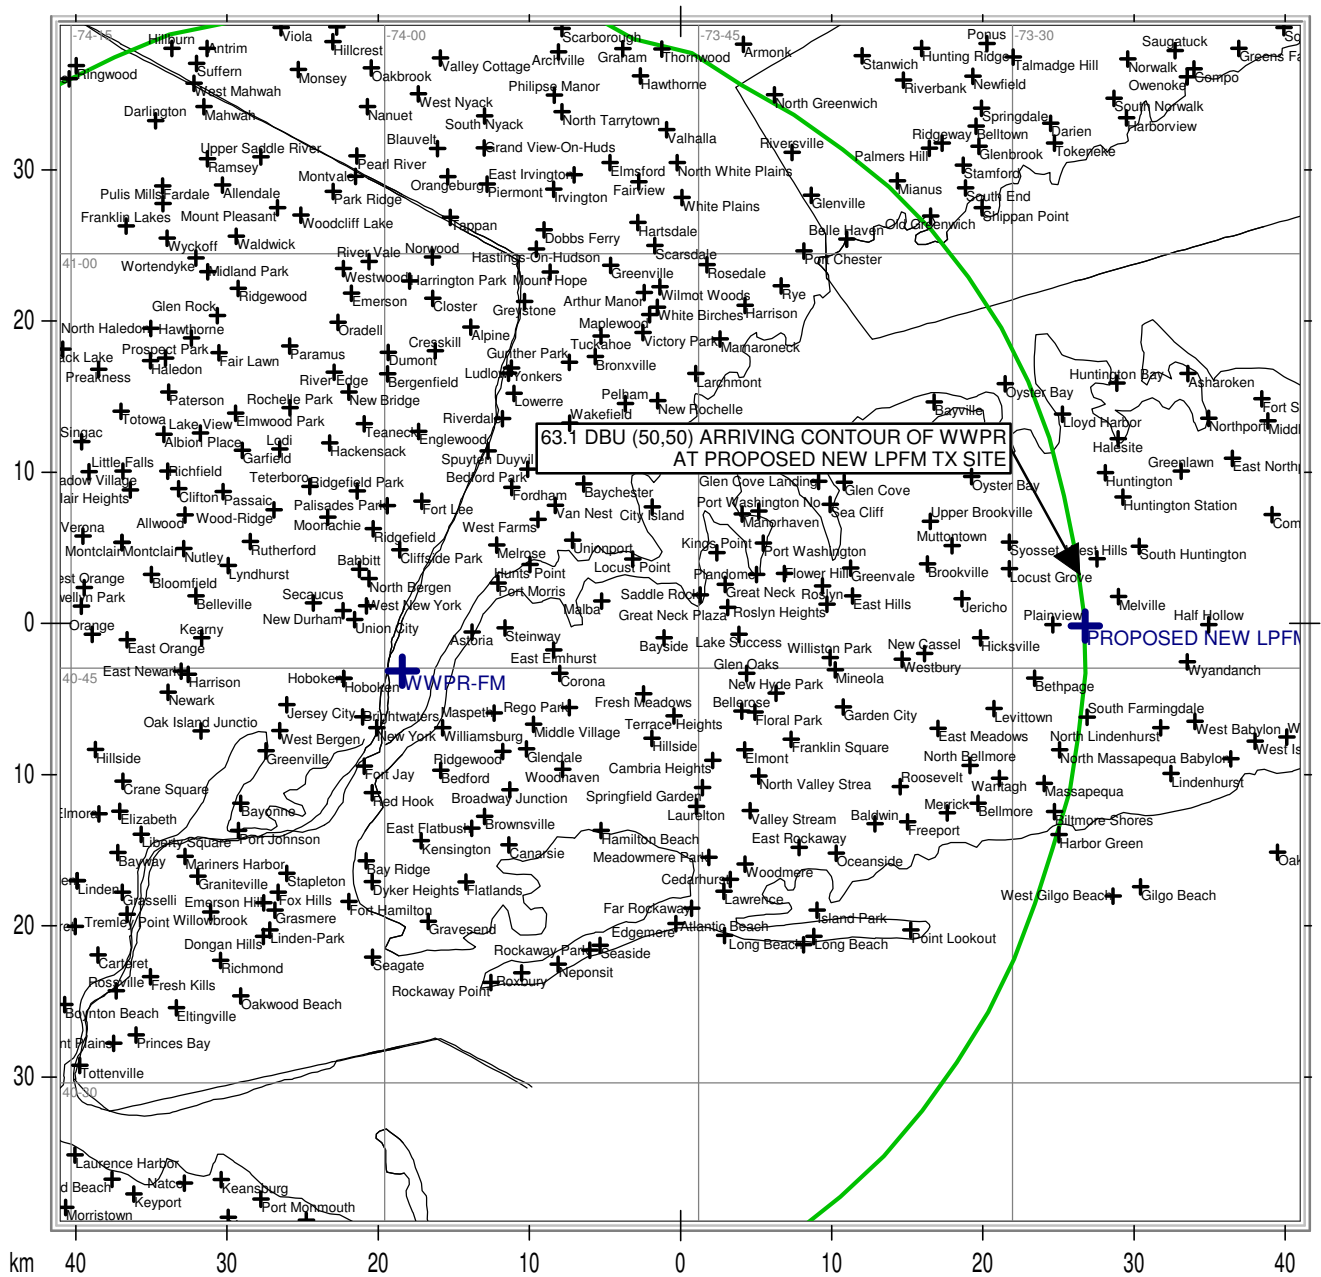 -74-15
-74-00
-73-45
-73-30
Hillburn
Antrim
Viola
Hillcrest
Scarborough
Archville
Graham
Thornwood
Armonk
Ponus
Hunting Ridge
Talmadge Hill
Saugatuck
Stanwich
Norwalk
Ringwood
Suffern
Monsey
Oakbrook
Valley Cottage
Hawthorne
Riverbank
Newfield
Owenoke
Compo
West Mahwah
West Nyack
Philipse Manor
North Greenwich
South Norwalk
Darlington
Mahwah
Nanuet
South Nyack
North Tarrytown
Springdale
Harborview
Blauvelt
Valhalla
Riversville
Ridgeway
Belltown
Darien
Tokeneke
Upper Saddle River
Ramsey
Pearl River
Grand View-On-Huds
Elmsford
North White Plains
Palmers Hill
Glenbrook
30
Pulis Mills
Fardale
Allendale
Montvale
Park Ridge
Orangeburg
Piermont
East Irvington
Irvington
Fairview
White Plains
Glenville
Mianus
Stamford
South End
Shippan Point
Franklin Lakes
Mount Pleasant
Woodcliff Lake
Tappan
Dobbs Ferry
Hartsdale
Belle Haven
Old Greenwich
Wyckoff
Waldwick
River Vale
Norwood
Hastings-On-Hudson
Scarsdale
Port Chester
41-00
Wortendyke
Midland Park
Westwood
Harrington Park
Mount Hope
Greenville
Rosedale
Glen Rock
Ridgewood
Emerson
Closter
Greystone
Arthur Manor
Wilmot Woods
Rye
20
North Haledon
Hawthorne
Oradell
Alpine
Maplewood
White Birches
Harrison
Prospect Park
Fair Lawn
Paramus
Cresskill
Dumont
Gunther Park
Tuckahoe
Victory Park
Mamaroneck
Preakness
Haledon
River Edge
Bergenfield
Ludlow
Yonkers
Bronxville
Larchmont
Oyster Bay
Huntington Bay
Asharoken
Paterson
Rochelle Park
New Bridge
Lowerre
Pelham
New Rochelle
Bayville
Lloyd Harbor
Totowa
Lake View
Elmwood Park
Teaneck
Riverdale
Wakefield
Halesite
Northport
Singac
Albion Place
Lodi
Hackensack
Englewood
63.1 DBU (50,50) ARRIVING CONTOUR OF WWPR
AT PROPOSED NEW LPFM TX SITE
Garfield
Spuyten Duyvil
Little Falls
Richfield
Teterboro
Ridgefield Park
Bedford Park
Glen Cove Landing
Glen Cove
Oyster Bay
Huntington
Greenlawn
10
Clifton
Passaic
Palisades Park
Fort Lee
Fordham
Baychester
City Island
Port Washington No
Sea Cliff
Huntington Station
Verona
Allwood
Wood-Ridge
Moonachie
Ridgefield
West Farms
Van Nest
Manorhaven
Upper Brookville
Montclair
Montclair
Nutley
Rutherford
Cliffside Park
Melrose
Unionport
Kings Point
Port Washington
Muttontown
Syosset
West Hills
South Huntington
Bloomfield
Lyndhurst
Babbitt
North Bergen
Hunts Point
Port Morris
Locust Point
Plandome
Flower Hill
Greenvale
Brookville
Locust Grove
Belleville
Secaucus
West New York
Malba
Saddle Rock
Great Neck
Roslyn
East Hills
Jericho
Melville
0
Orange
Kearny
New Durham
Union City
Astoria
Steinway
Great Neck Plaza
Roslyn Heights
Plainview
Half Hollow
PROPOSED NEW LPFM
East Orange
East Elmhurst
Bayside
Lake Success
Williston Park
New Cassel
Hicksville
40-45
East Newark
Harrison
Hoboken
Hoboken
WWPR-FM
Corona
Glen Oaks
Mineola
Westbury
Wyandanch
Newark
Jersey City
Brightwaters
Maspeth
Rego Park
Fresh Meadows
New Hyde Park
Bellerose
Floral Park
Garden City
Levittown
Bethpage
South Farmingdale
Oak Island Junctio
West Bergen
New York
Williamsburg
Middle Village
Terrace Heights
Hillside
Franklin Square
East Meadows
North Lindenhurst
West Babylon
Hillside
Greenville
Ridgewood
Glendale
Elmont
North Bellmore
North Massapequa
Babylon
10
Fort Jay
Bedford
Woodhaven
Cambria Heights
North Valley Strea
Roosevelt
Wantagh
Massapequa
Lindenhurst
Crane Square
Bayonne
Red Hook
Broadway Junction
Springfield Garden
Laurelton
Valley Stream
Baldwin
Merrick
Bellmore
Biltmore Shores
Elizabeth
Liberty Square
Port Johnson
East Flatbush
Brownsville
Hamilton Beach
East Rockaway
Freeport
Harbor Green
Bayway
Mariners Harbor
Kensington
Canarsie
Meadowmere Park
Oceanside
Linden
Graniteville
Stapleton
Bay Ridge
Dyker Heights
Flatlands
Cedarhurst
Woodmere
Grasselli
Emerson Hill
Fox Hills
Lawrence
West Gilgo Beach
Gilgo Beach
20
Tremley Point
Willowbrook
Grasmere
Fort Hamilton
Gravesend
Far Rockaway
Edgemere
Atlantic Beach
Island Park
Point Lookout
Dongan Hills
Linden-Park
Rockaway Park
Seaside
Long Beach
Long Beach
Carteret
Richmond
Seagate
Neponsit
Rossville
Fresh Kills
Rockaway Point
Roxbury
Boynton Beach
Eltingville
Oakwood Beach
Princes Bay
30
Tottenville
40-30
Laurence Harbor
Natco
Keansburg
Keyport
Port Monmouth
Morristown
km
40
30
20
10
0
10
20
30
40